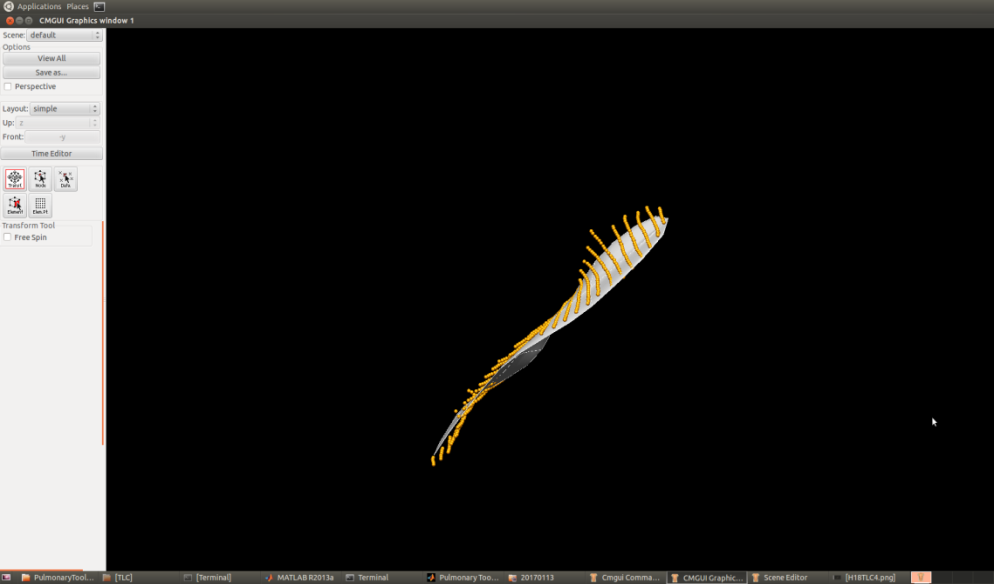 Applications Places
CMGUI Graphics window 1
Scene: default
Options
View All
Save as...
Perspective
Layout: simple
Up: z
Front: -y
Time Editor
Node
Data
Elem Pt
Transform Tool
Free Spin
PulmonaryTool... [TLC] [Terminal] MATLAB R2013a Terminal Pulmonary Too... 20170113 Cmgui Comma... CMGUI Graphic... Scene Editor [H18TLC4.png]